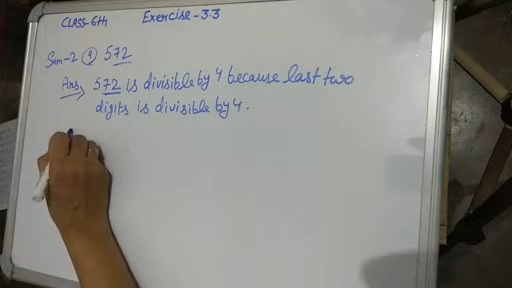 CLASS-6th Exercise-3.3
Sum-2 (a) 572
Ans 572 is divisible by 4 because last two
digits is divisible by 4.